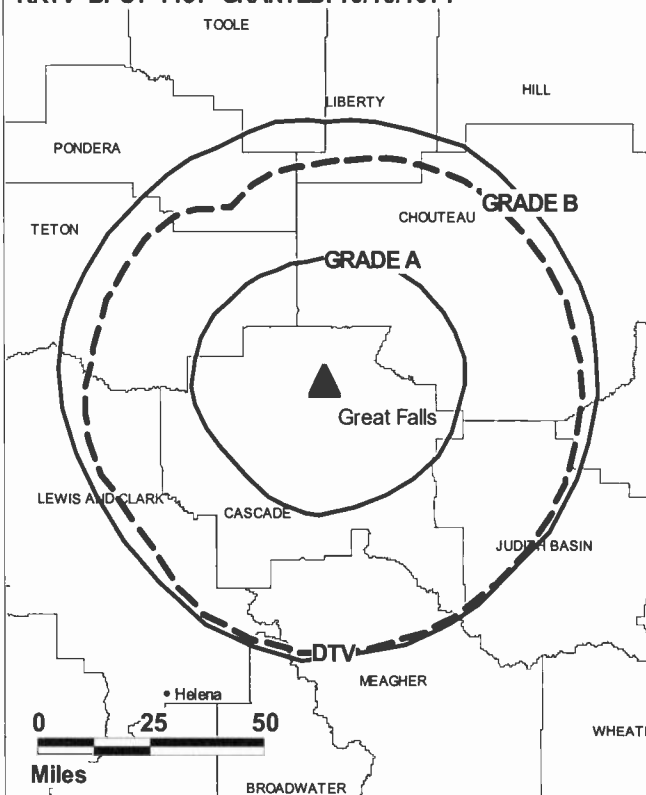 TOOLE
LIBERTY
HILL
PONDERA
GRADE B
CHOUTEAU
TETON
GRADE A
Great Falls
LEWIS AND CLARK
CASCADE
JUDITH BASIN
DTV
MEAGHER
Helena
0 25 50
WHEATL
Miles
BROADWATER